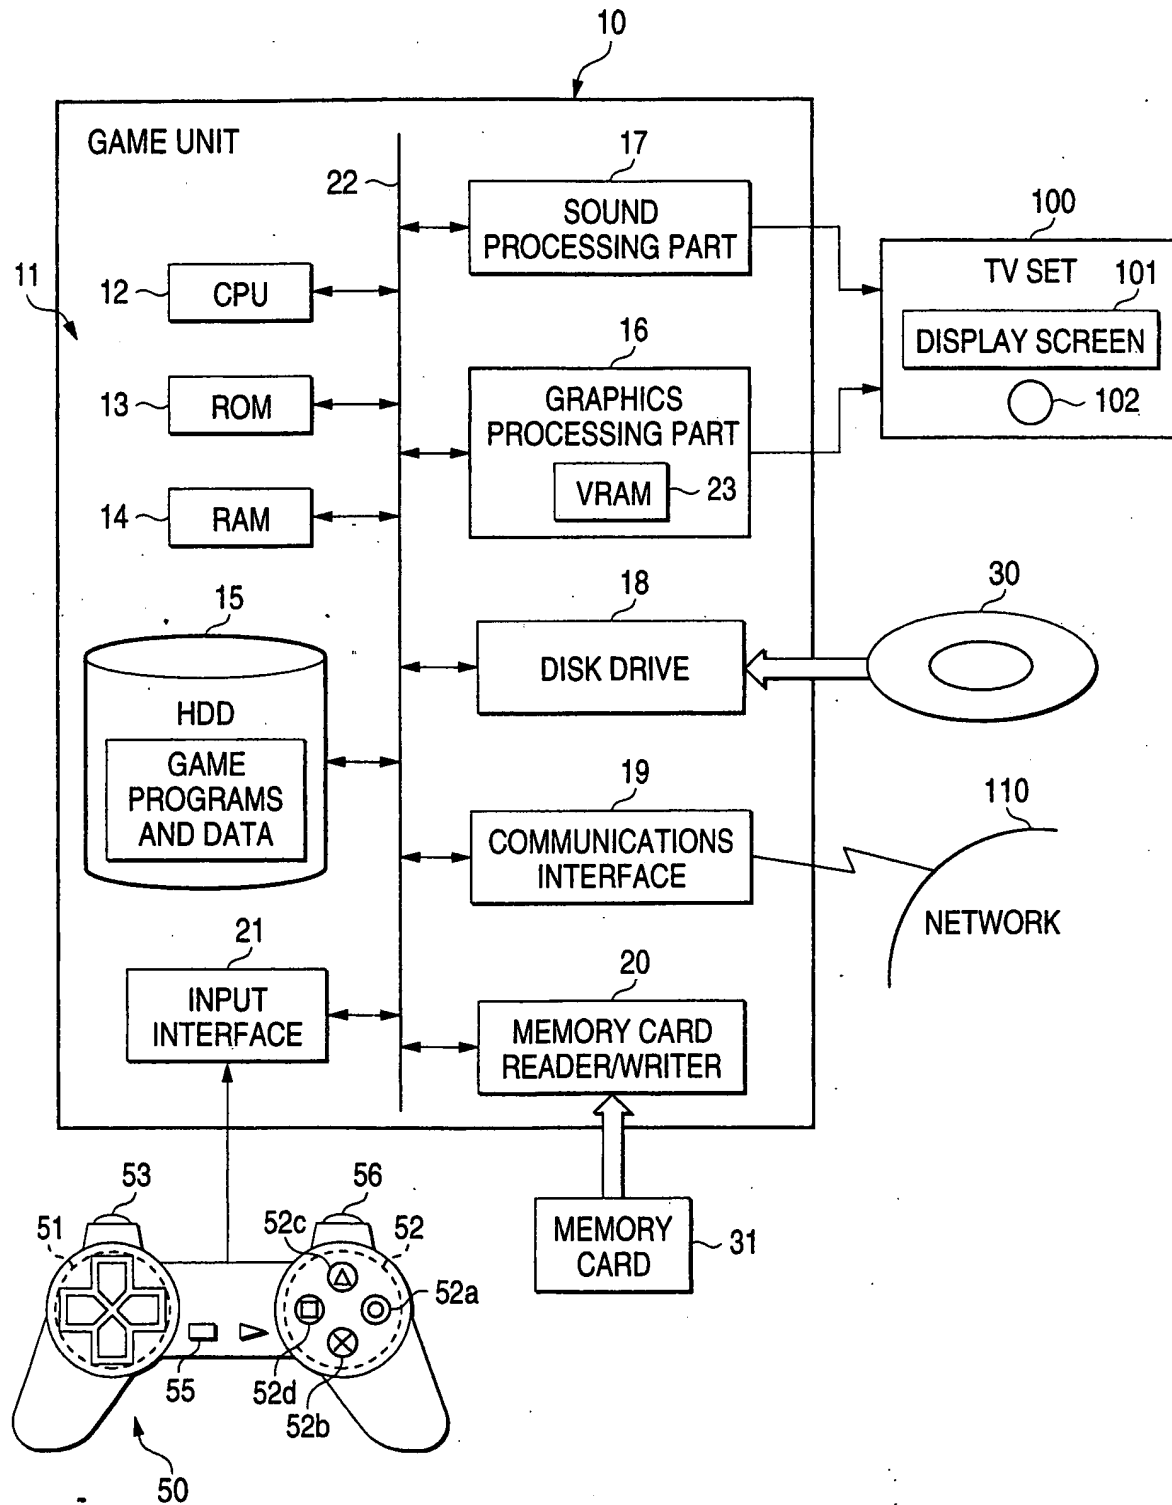 10
GAME UNIT
22
17
SOUND
PROCESSING PART
100
TV SET
101
DISPLAY SCREEN
102
11
12
CPU
16
GRAPHICS
PROCESSING PART
VRAM
23
13
ROM
14
RAM
15
HDD
GAME
PROGRAMS
AND DATA
18
DISK DRIVE
30
19
COMMUNICATIONS
INTERFACE
110
NETWORK
21
INPUT
INTERFACE
20
MEMORY CARD
READER/WRITER
MEMORY
CARD
31
53
56
51
52c
52
52a
55
52d
52b
50